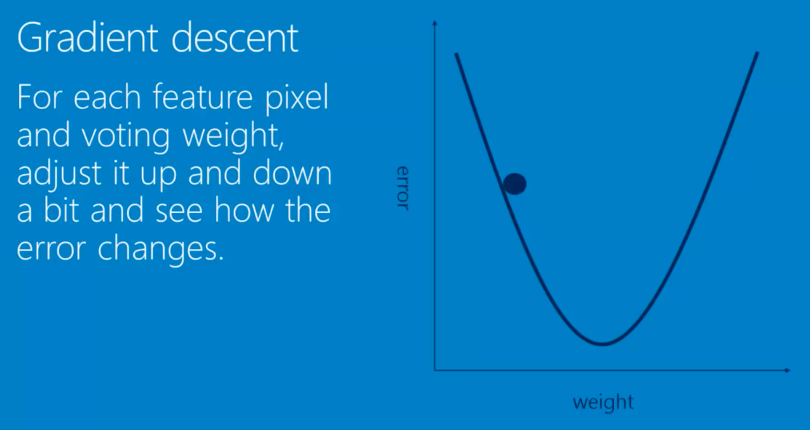 Gradient descent
For each feature pixel
and voting weight,
adjust it up and down
a bit and see how the
error changes.
error
weight